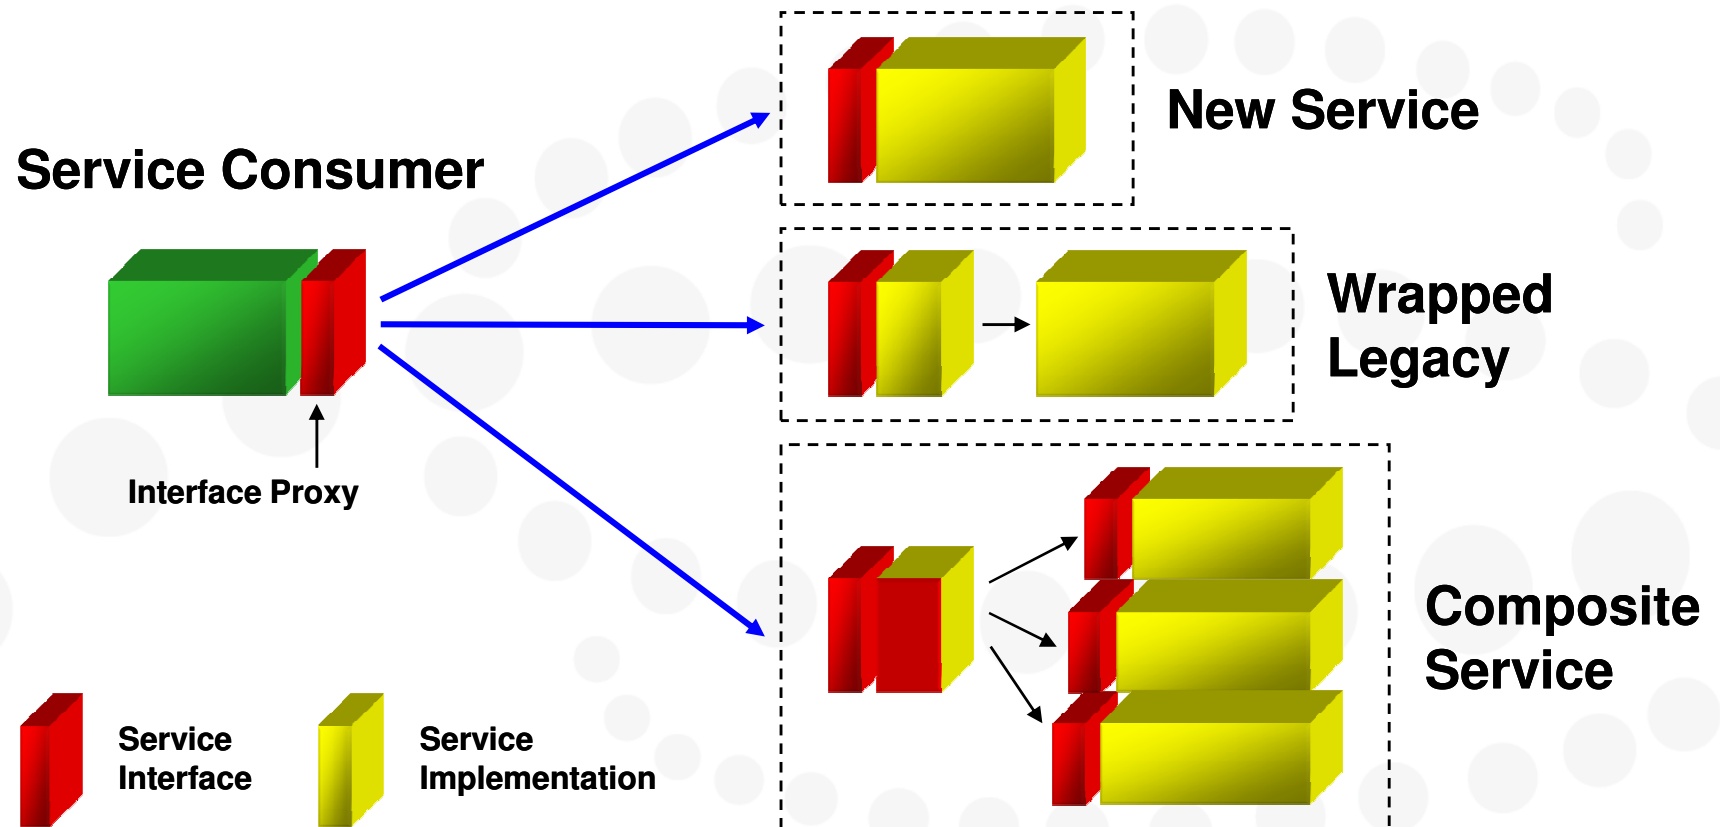 New Service
Service Consumer
Wrapped
Legacy
Interface Proxy
Composite
Service
Service
Interface
Service
Implementation